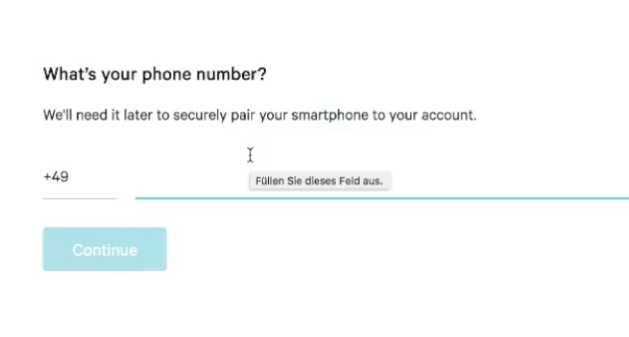 What's your phone number?
We'll need it later to securely pair your smartphone to your account.
+49
Füllen Sie dieses Feld aus.
Continue